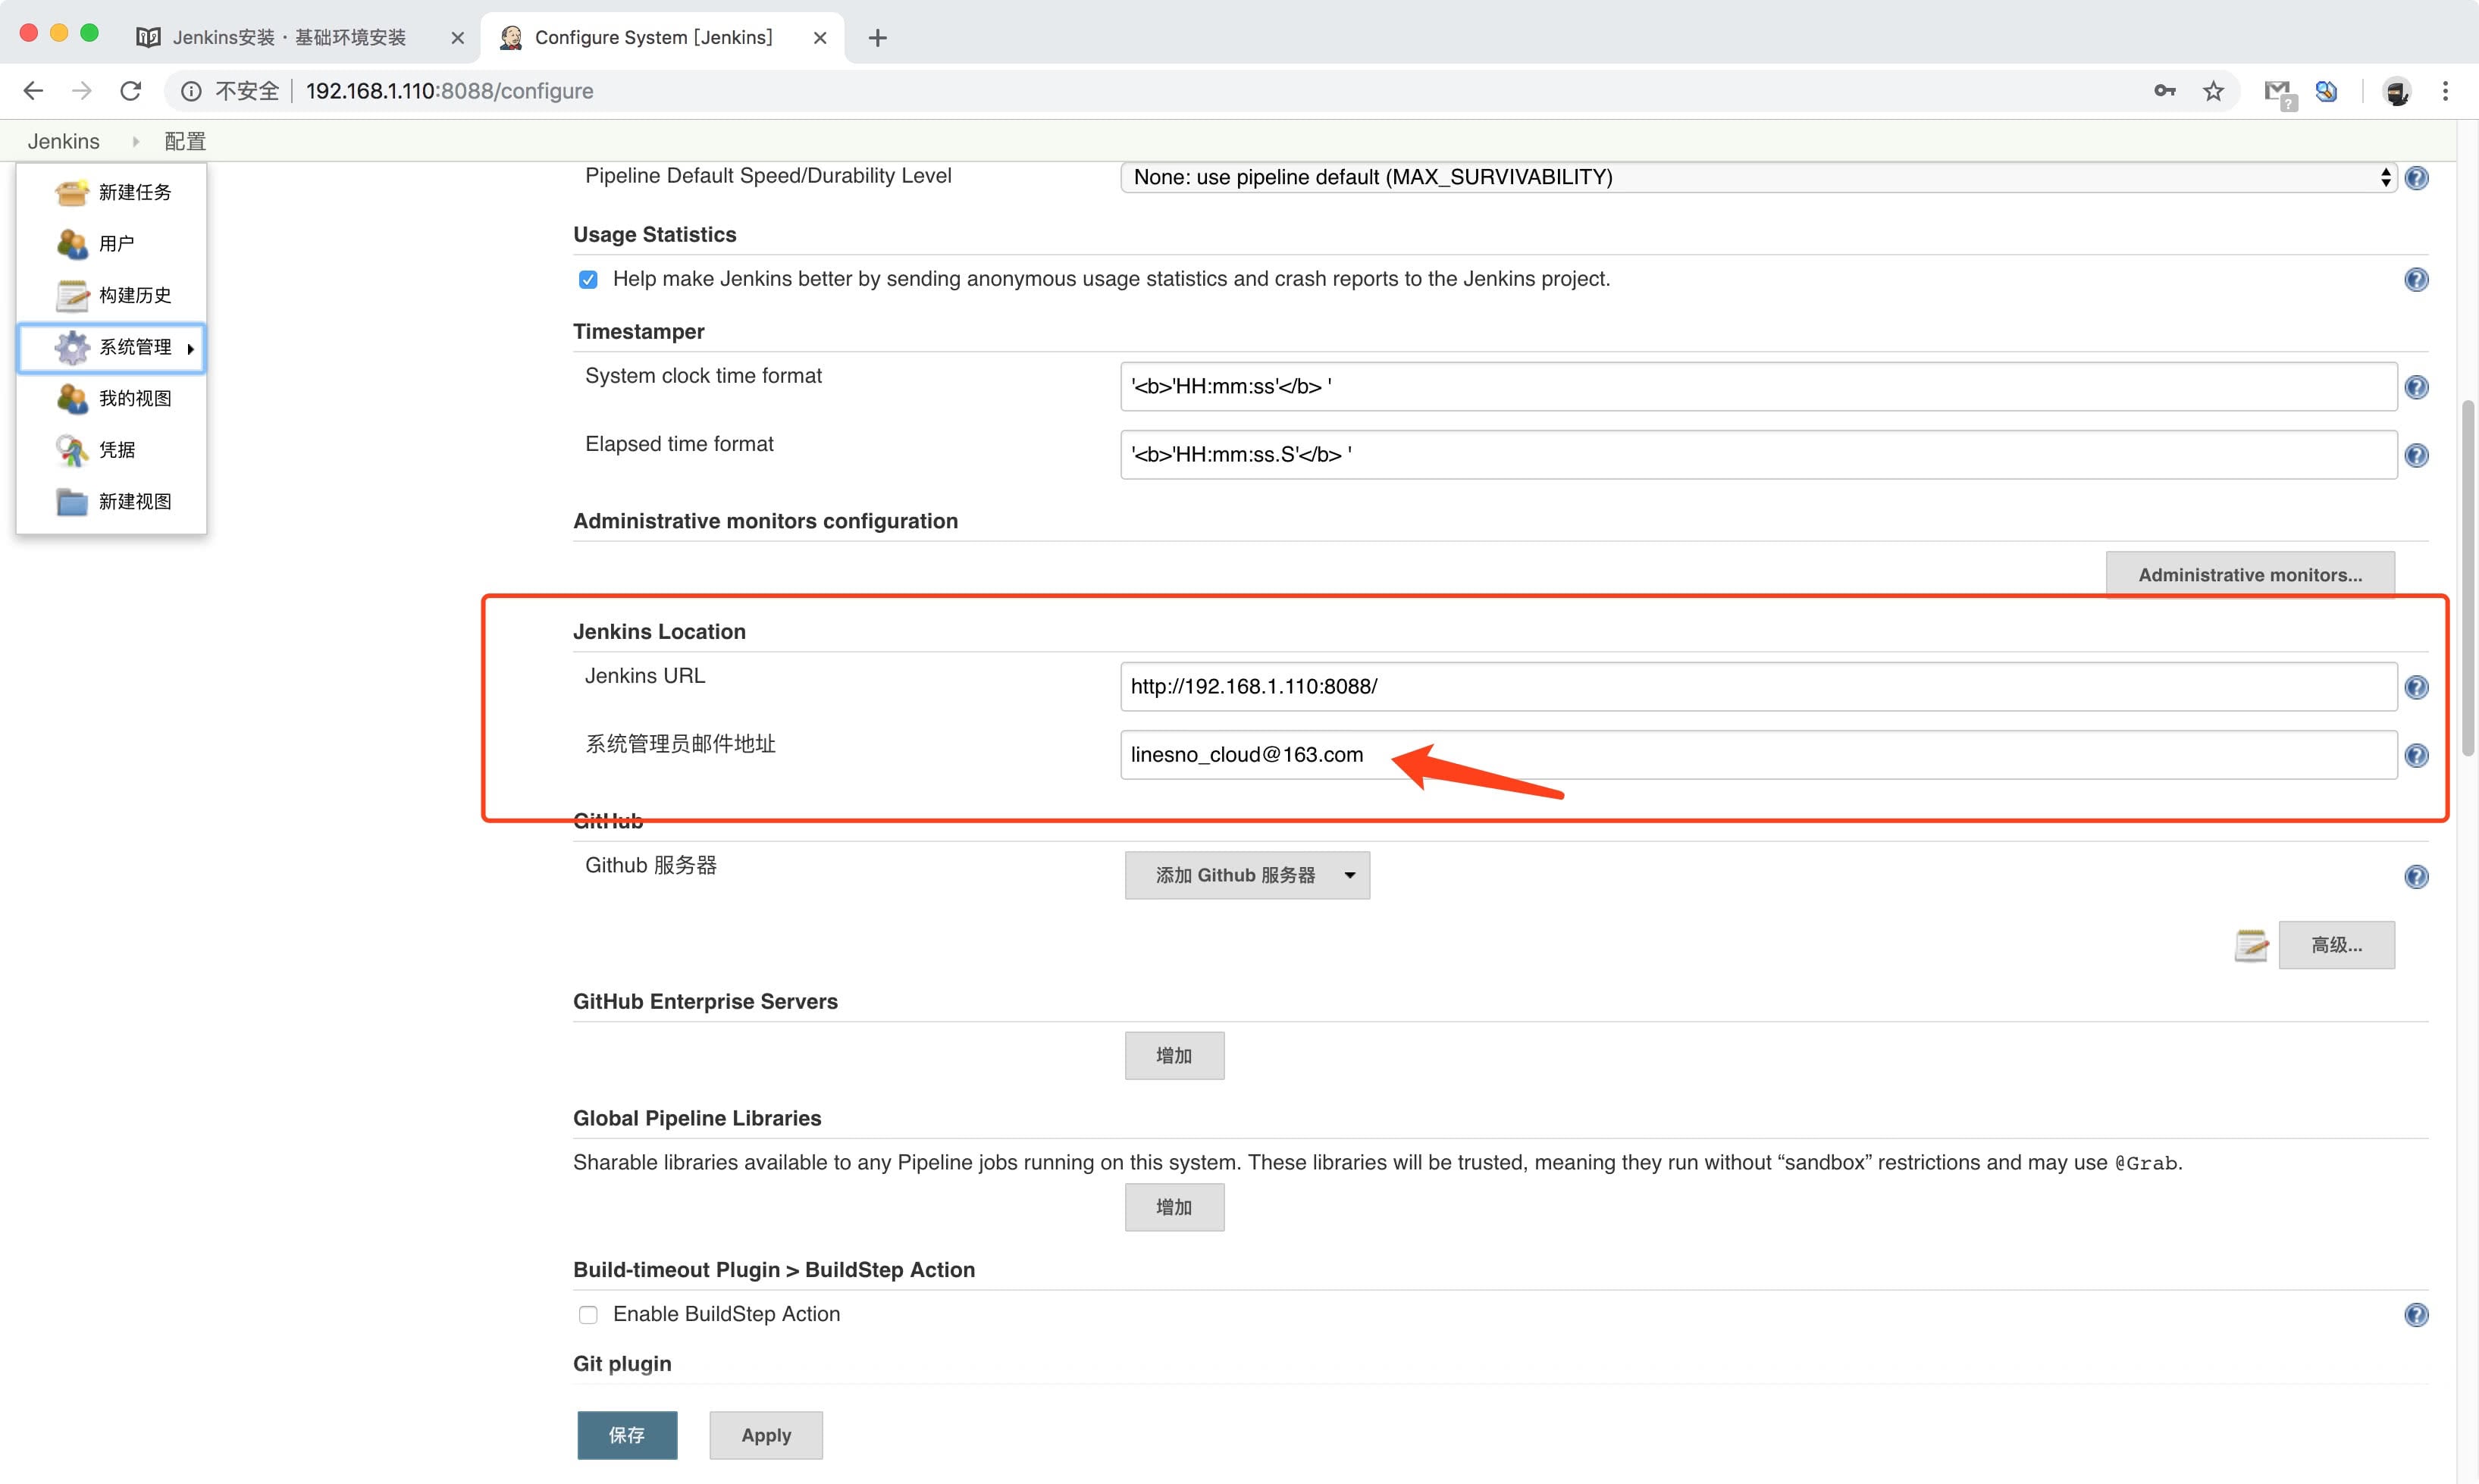 Jenkins安装 · 基础环境安装
Configure System [Jenkins]
不安全 192.168.1.110:8088/configure
Jenkins 配置
新建任务
用户
构建历史
系统管理
我的视图
凭据
新建视图
Pipeline Default Speed/Durability Level None: use pipeline default (MAX_SURVIVABILITY)
Usage Statistics
Help make Jenkins better by sending anonymous usage statistics and crash reports to the Jenkins project.
Timestamper
System clock time format '<b>'HH:mm:ss'</b> '
Elapsed time format '<b>'HH:mm:ss.S'</b> '
Administrative monitors configuration
Administrative monitors...
Jenkins Location
Jenkins URL http://192.168.1.110:8088/
系统管理员邮件地址 linesno_cloud@163.com
GitHub
Github 服务器 添加 Github 服务器
高级...
GitHub Enterprise Servers
增加
Global Pipeline Libraries
Sharable libraries available to any Pipeline jobs running on this system. These libraries will be trusted, meaning they run without “sandbox” restrictions and may use @Grab.
增加
Build-timeout Plugin > BuildStep Action
Enable BuildStep Action
Git plugin
保存 Apply